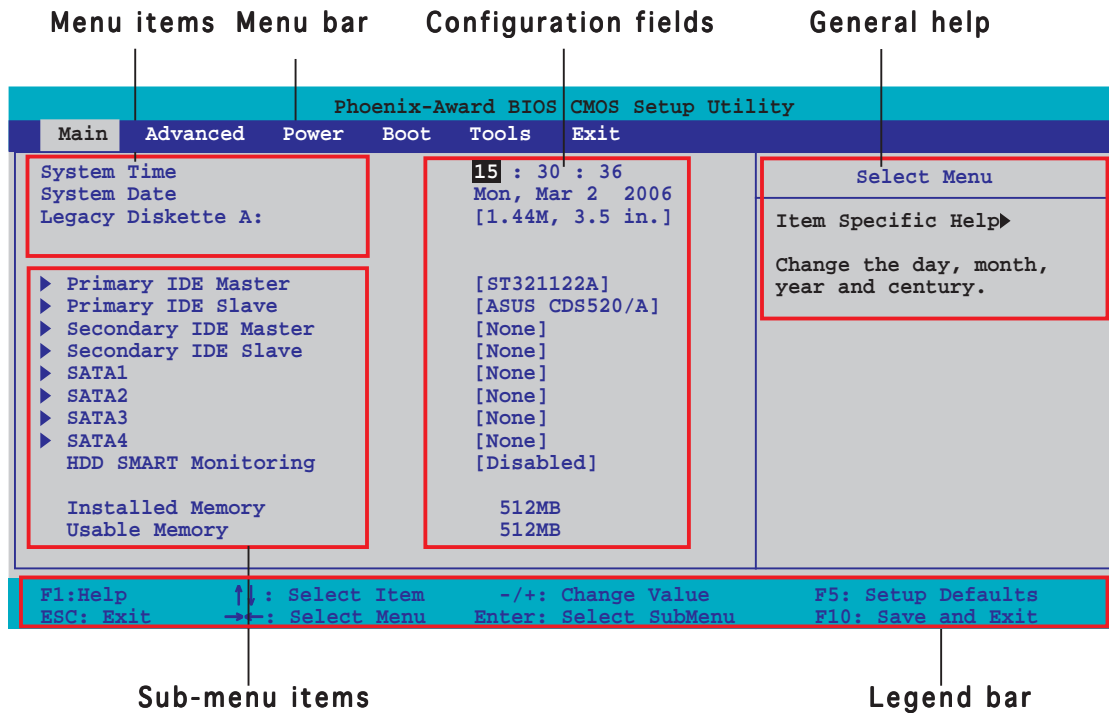 Menu items Menu bar Configuration fields General help
Phoenix-Award BIOS CMOS Setup Utility
Main Advanced Power Boot Tools Exit
System Time 15 : 30 : 36
System Date Mon, Mar 2 2006
Legacy Diskette A: [1.44M, 3.5 in.]
Select Menu
Item Specific Help▶
Change the day, month,
year and century.
▶ Primary IDE Master [ST321122A]
▶ Primary IDE Slave [ASUS CDS520/A]
▶ Secondary IDE Master [None]
▶ Secondary IDE Slave [None]
▶ SATA1 [None]
▶ SATA2 [None]
▶ SATA3 [None]
▶ SATA4 [None]
HDD SMART Monitoring [Disabled]
Installed Memory 512MB
Usable Memory 512MB
F1:Help ↑↓: Select Item -/+: Change Value F5: Setup Defaults
ESC: Exit →←: Select Menu Enter: Select SubMenu F10: Save and Exit
Sub-menu items Legend bar